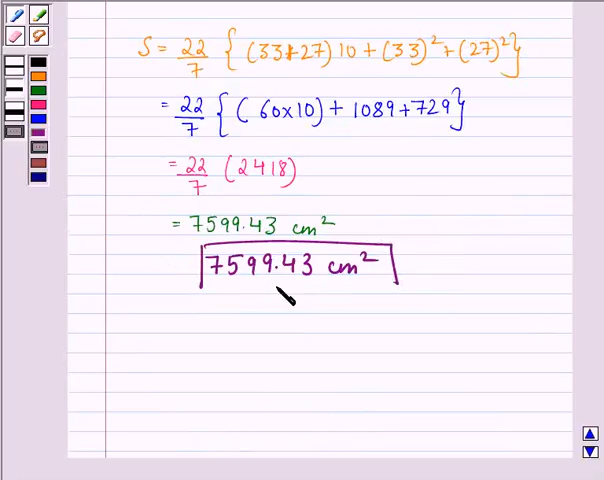 S = 22/7 { (33+27) 10 + (33)² + (27)² }
= 22/7 { ( 60×10) + 1089 + 729 }
= 22/7 (2418)
= 7599.43 cm²
7599.43 cm²